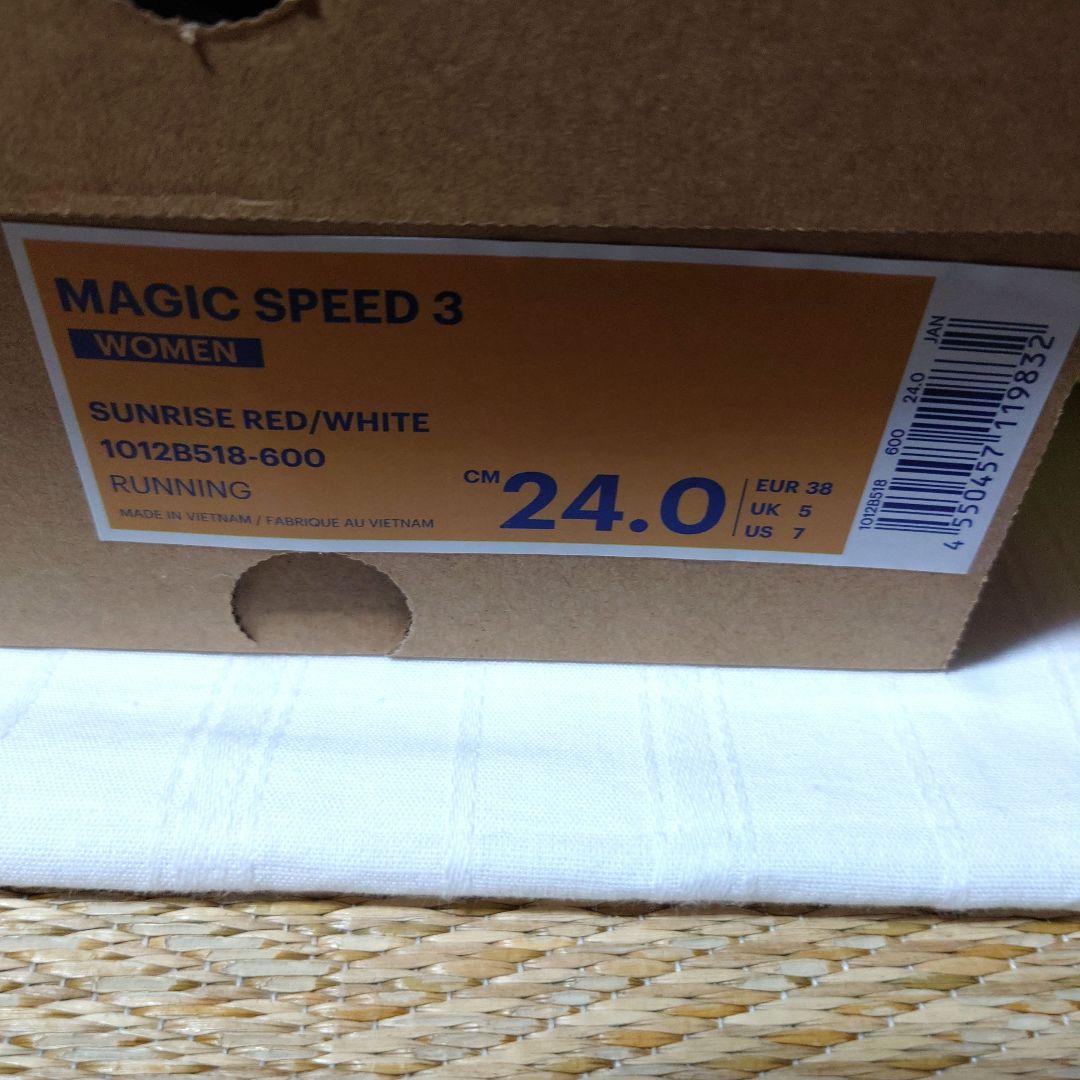 MAGIC SPEED 3
WOMEN
SUNRISE RED/WHITE
1012B518-600
RUNNING
MADE IN VIETNAM / FABRIQUE AU VIETNAM
CM 24.0
EUR 38
UK 5
US 7
1012B518 600 24.0 JAN
4550457119832